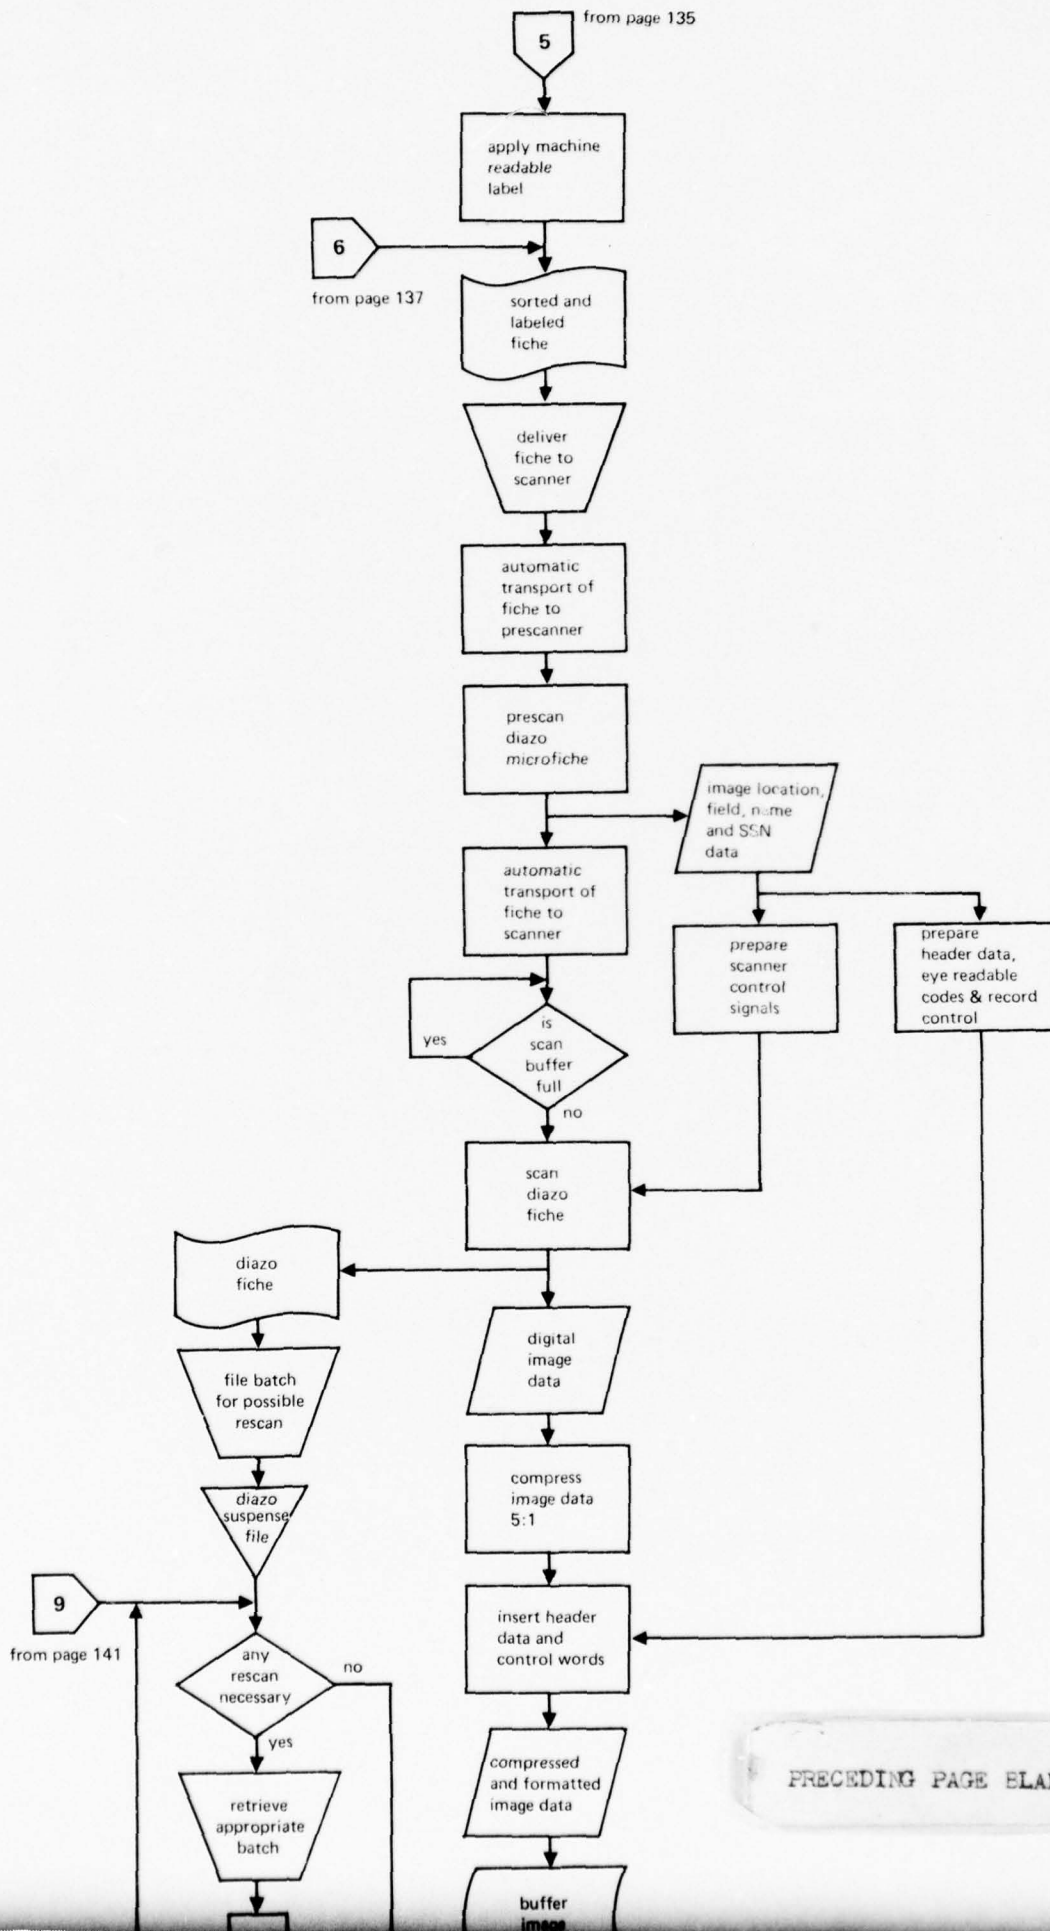 5
from page 135
apply machine
readable
label
6
from page 137
sorted and
labeled
fiche
deliver
fiche to
scanner
automatic
transport of
fiche to
prescanner
prescan
diazo
microfiche
image location,
field, name
and SSN
data
automatic
transport of
fiche to
scanner
prepare
scanner
control
signals
prepare
header data,
eye readable
codes & record
control
is
scan
buffer
full
yes
no
scan
diazo
fiche
diazo
fiche
digital
image
data
file batch
for possible
rescan
compress
image data
5:1
diazo
suspense
file
9
from page 141
insert header
data and
control words
any
rescan
necessary
no
yes
compressed
and formatted
image data
PRECEDING PAGE
retrieve
appropriate
batch
buffer
image